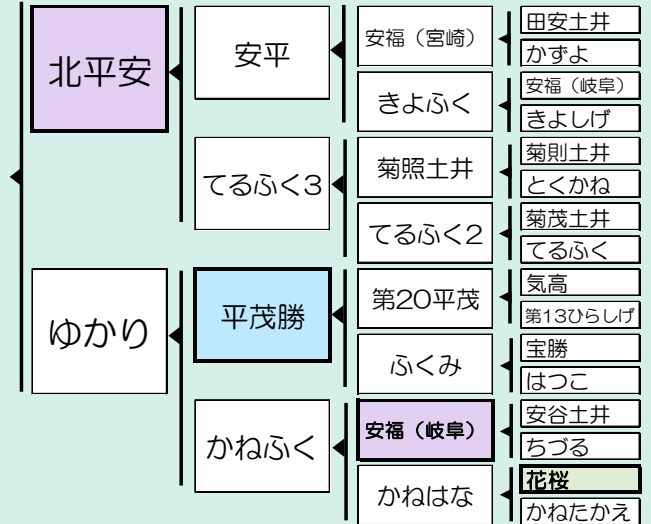 北平安
安平
てるふく3
安福（宮崎）
きよふく
菊照土井
てるふく2
田安土井
かずよ
安福（岐阜）
きよしげ
菊則土井
とくかね
菊茂土井
てるふく
ゆかり
平茂勝
かねふく
第20平茂
ふくみ
安福（岐阜）
かねはな
気高
第13ひらしげ
宝勝
はつこ
安谷土井
ちづる
花桜
かねたかえ